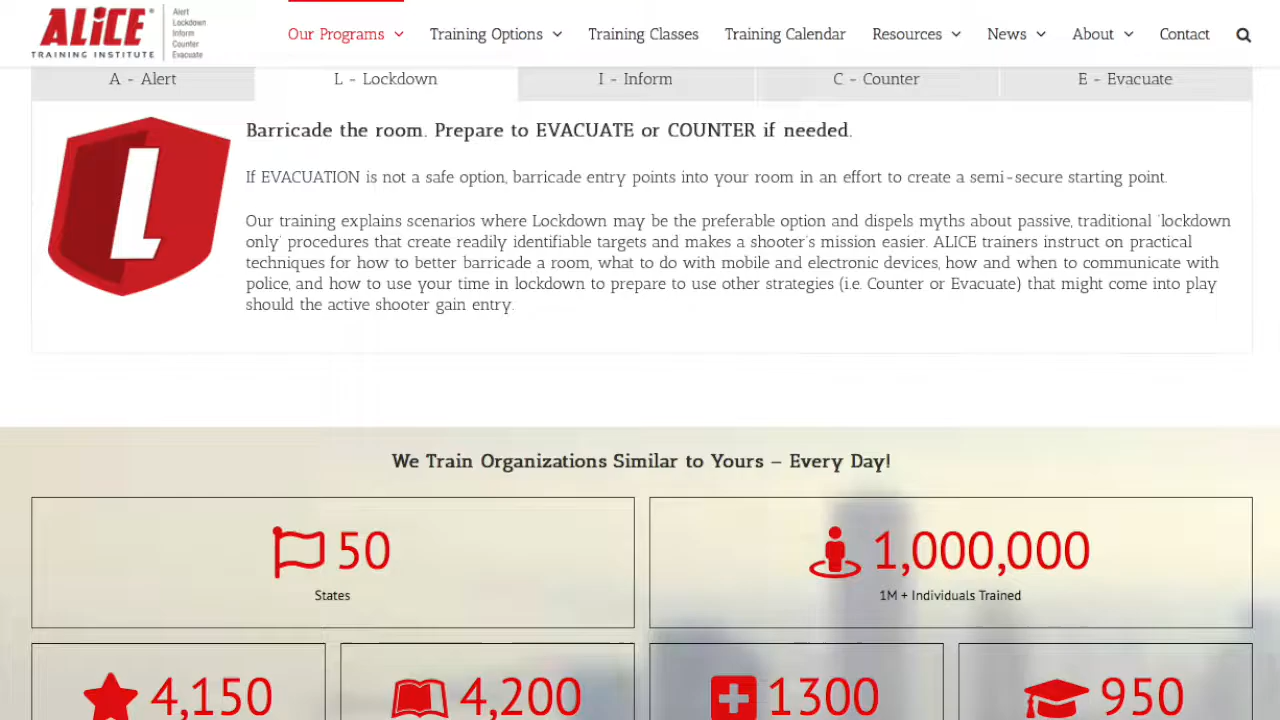 ALiCE®
TRAINING INSTITUTE
Alert
Lockdown
Inform
Counter
Evacuate
Our Programs
Training Options
Training Classes
Training Calendar
Resources
News
About
Contact
A - Alert
L - Lockdown
I - Inform
C - Counter
E - Evacuate
L
Barricade the room. Prepare to EVACUATE or COUNTER if needed.
If EVACUATION is not a safe option, barricade entry points into your room in an effort to create a semi-secure starting point.
Our training explains scenarios where Lockdown may be the preferable option and dispels myths about passive, traditional 'lockdown
only' procedures that create readily identifiable targets and makes a shooter's mission easier. ALICE trainers instruct on practical
techniques for how to better barricade a room, what to do with mobile and electronic devices, how and when to communicate with
police, and how to use your time in lockdown to prepare to use other strategies (i.e. Counter or Evacuate) that might come into play
should the active shooter gain entry.
We Train Organizations Similar to Yours – Every Day!
50
States
1,000,000
1M + Individuals Trained
4,150
4,200
1300
950